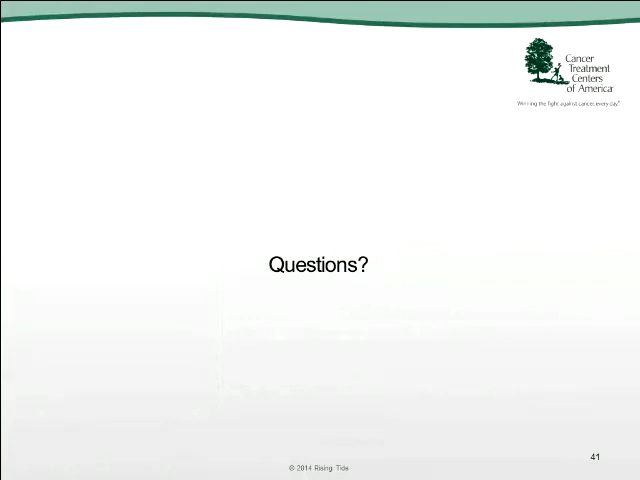 Cancer
Treatment
Centers
of America
Winning the fight against cancer, every day.®
Questions?
41
© 2014 Rising Tide